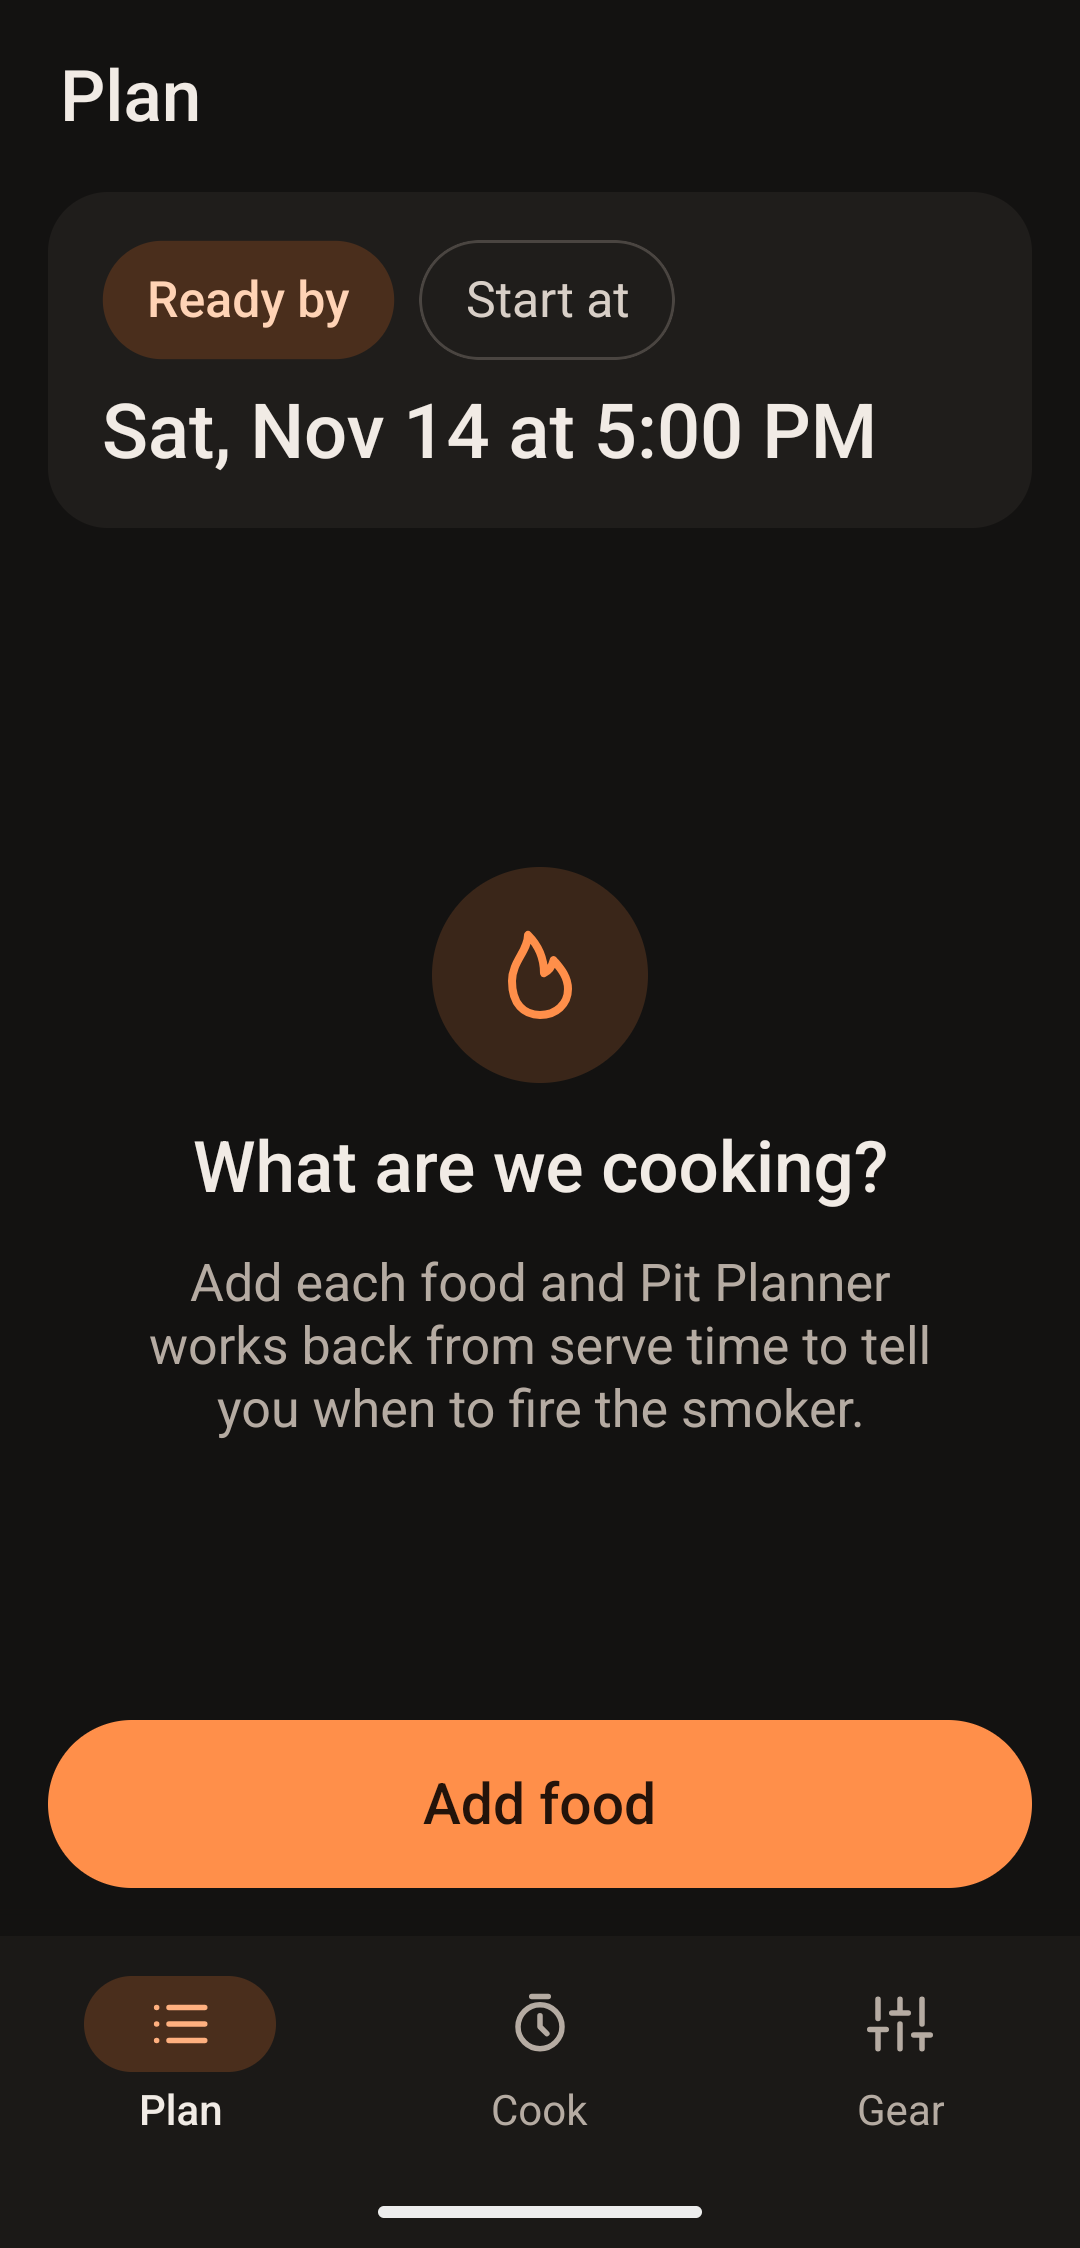 Plan
Ready by
Start at
Sat, Nov 14 at 5:00 PM
What are we cooking?
Add each food and Pit Planner
works back from serve time to tell
you when to fire the smoker.
Add food
Plan
Cook
Gear